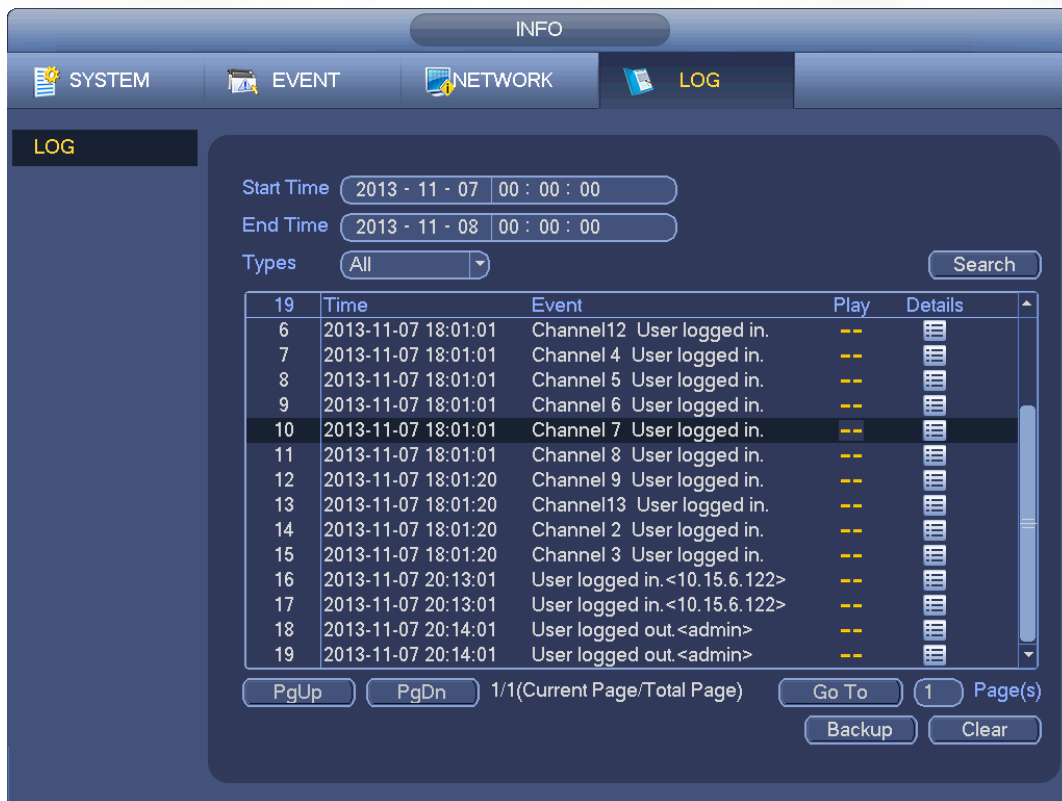 INFO
SYSTEM EVENT NETWORK LOG
LOG
Start Time 2013 - 11 - 07 00 : 00 : 00
End Time 2013 - 11 - 08 00 : 00 : 00
Types All Search
19 Time Event Play Details
6 2013-11-07 18:01:01 Channel12 User logged in. --
7 2013-11-07 18:01:01 Channel 4 User logged in. --
8 2013-11-07 18:01:01 Channel 5 User logged in. --
9 2013-11-07 18:01:01 Channel 6 User logged in. --
10 2013-11-07 18:01:01 Channel 7 User logged in. --
11 2013-11-07 18:01:01 Channel 8 User logged in. --
12 2013-11-07 18:01:20 Channel 9 User logged in. --
13 2013-11-07 18:01:20 Channel13 User logged in. --
14 2013-11-07 18:01:20 Channel 2 User logged in. --
15 2013-11-07 18:01:20 Channel 3 User logged in. --
16 2013-11-07 20:13:01 User logged in.<10.15.6.122> --
17 2013-11-07 20:13:01 User logged in.<10.15.6.122> --
18 2013-11-07 20:14:01 User logged out.<admin> --
19 2013-11-07 20:14:01 User logged out.<admin> --
PgUp PgDn 1/1(Current Page/Total Page) Go To 1 Page(s)
Backup Clear